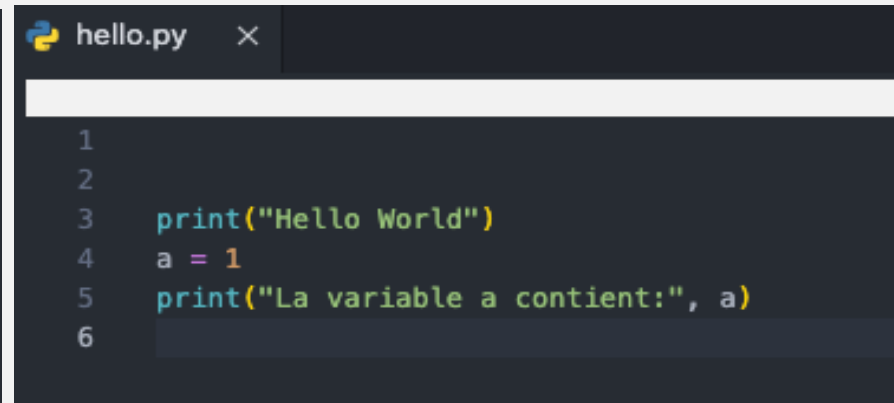 hello.py
1
2
3 print("Hello World")
4 a = 1
5 print("La variable a contient:", a)
6